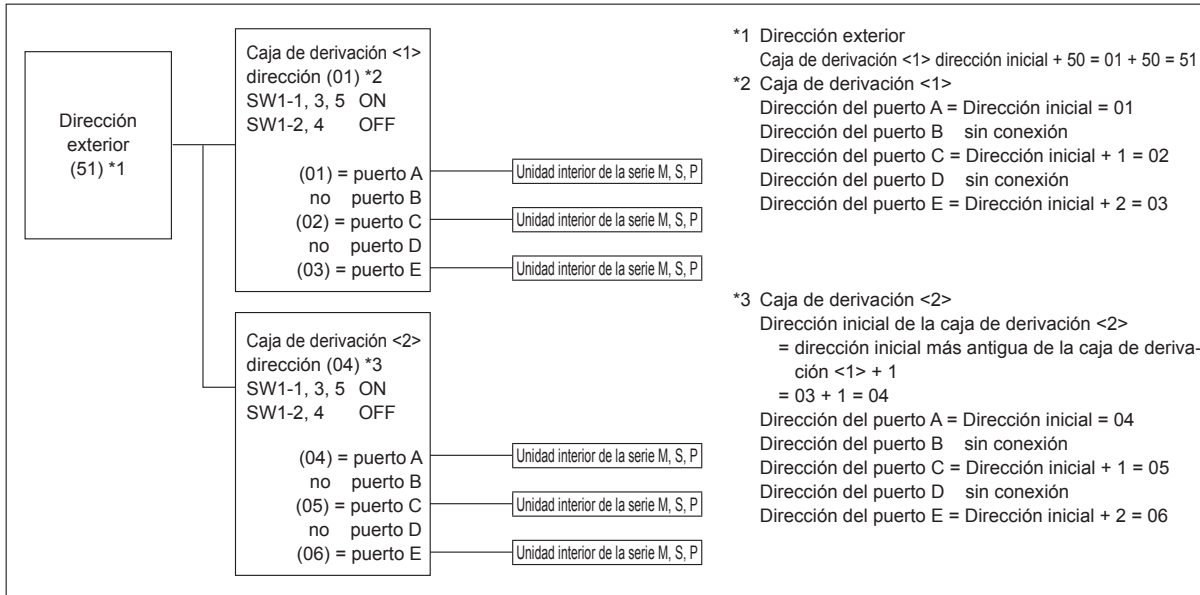 Dirección
exterior
(51) *1
Caja de derivación <1>
dirección (01) *2
SW1-1, 3, 5 ON
SW1-2, 4 OFF
(01) = puerto A
no puerto B
(02) = puerto C
no puerto D
(03) = puerto E
Unidad interior de la serie M, S, P
Unidad interior de la serie M, S, P
Unidad interior de la serie M, S, P
Caja de derivación <2>
dirección (04) *3
SW1-1, 3, 5 ON
SW1-2, 4 OFF
(04) = puerto A
no puerto B
(05) = puerto C
no puerto D
(06) = puerto E
Unidad interior de la serie M, S, P
Unidad interior de la serie M, S, P
Unidad interior de la serie M, S, P
*1 Dirección exterior
Caja de derivación <1> dirección inicial + 50 = 01 + 50 = 51
*2 Caja de derivación <1>
Dirección del puerto A = Dirección inicial = 01
Dirección del puerto B sin conexión
Dirección del puerto C = Dirección inicial + 1 = 02
Dirección del puerto D sin conexión
Dirección del puerto E = Dirección inicial + 2 = 03
*3 Caja de derivación <2>
Dirección inicial de la caja de derivación <2>
= dirección inicial más antigua de la caja de deriva-
ción <1> + 1
= 03 + 1 = 04
Dirección del puerto A = Dirección inicial = 04
Dirección del puerto B sin conexión
Dirección del puerto C = Dirección inicial + 1 = 05
Dirección del puerto D sin conexión
Dirección del puerto E = Dirección inicial + 2 = 06